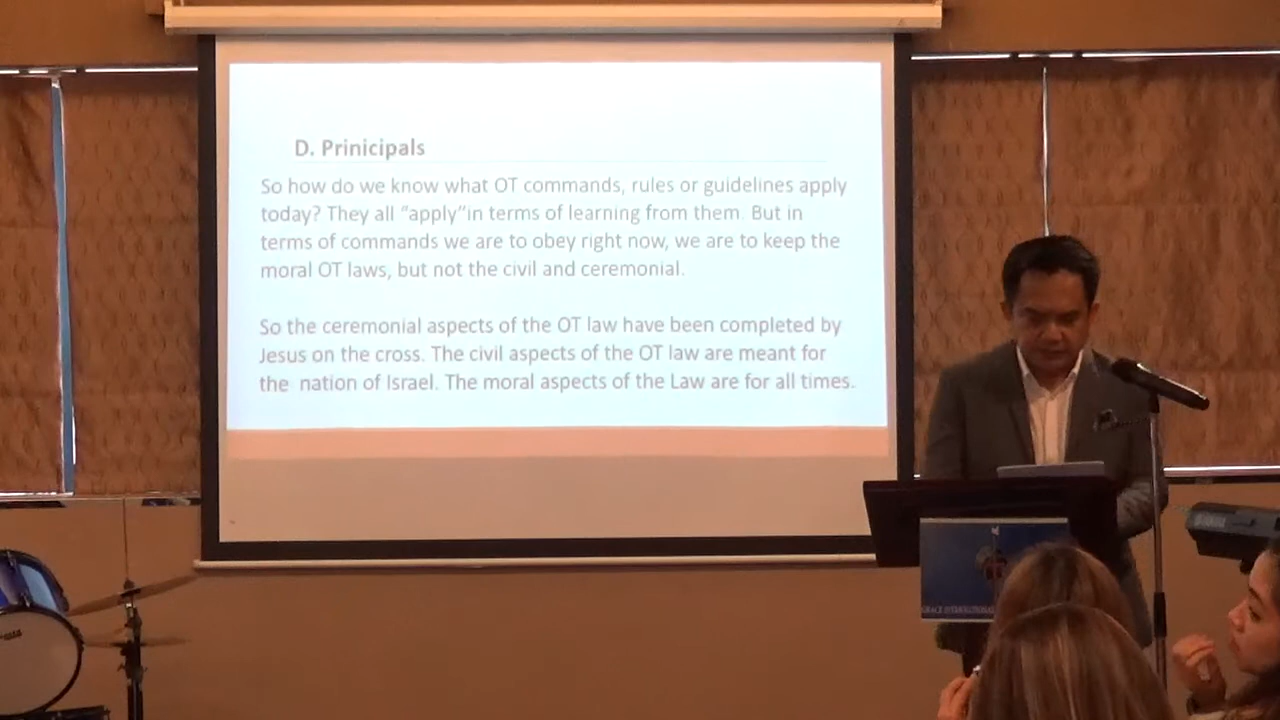 D. Prinicipals
So how do we know what OT commands, rules or guidelines apply
today? They all “apply”in terms of learning from them. But in
terms of commands we are to obey right now, we are to keep the
moral OT laws, but not the civil and ceremonial.
So the ceremonial aspects of the OT law have been completed by
Jesus on the cross. The civil aspects of the OT law are meant for
the nation of Israel. The moral aspects of the Law are for all times.
GRACE